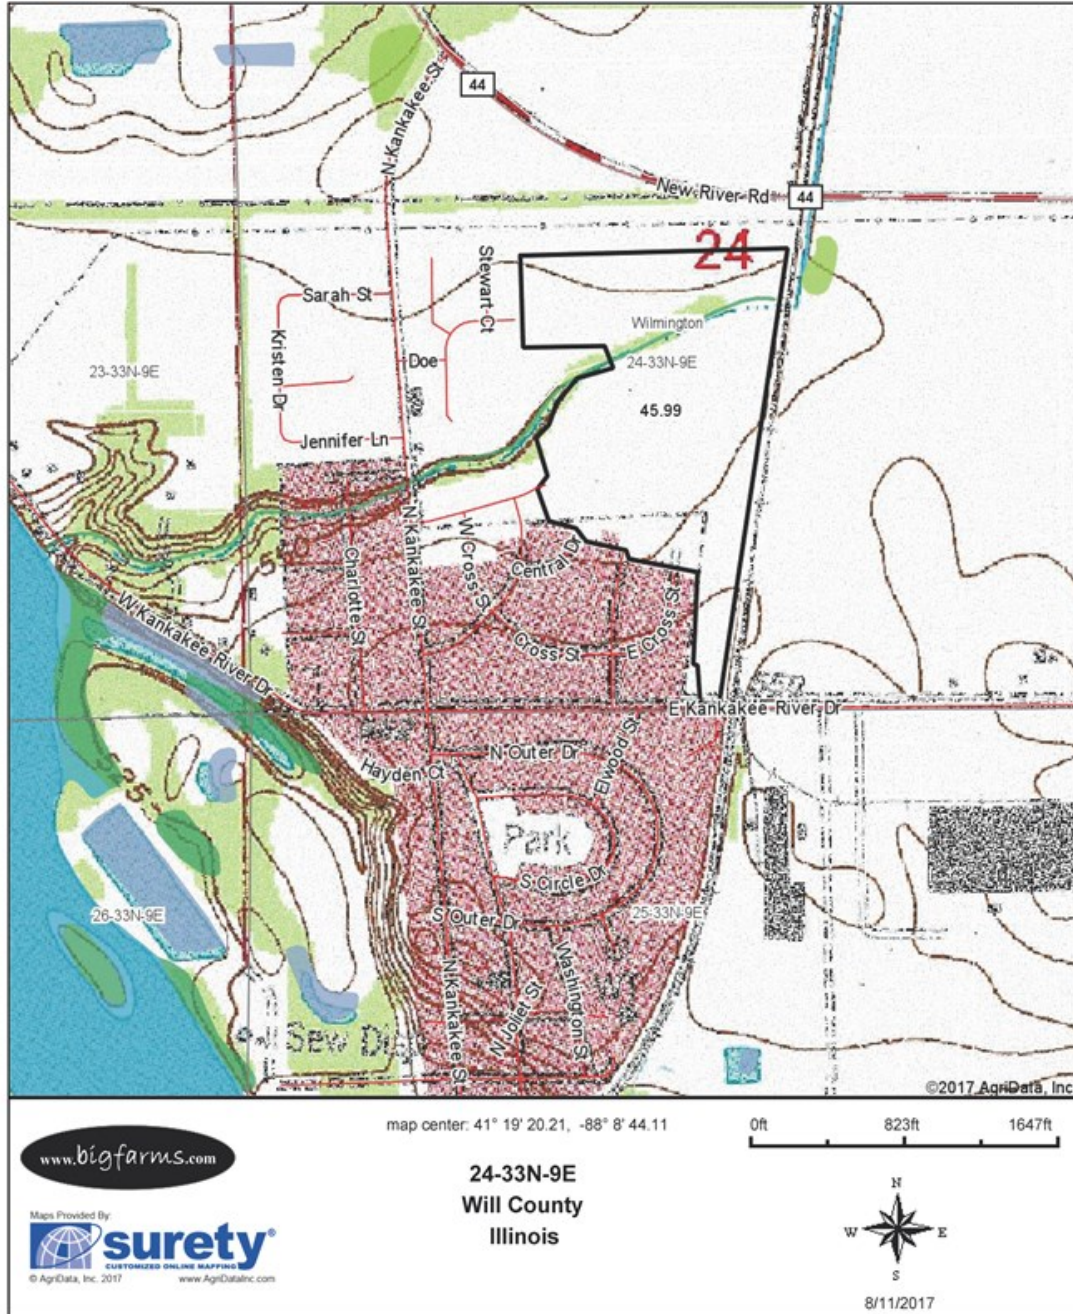 44
N Kankakee St
New River Rd
44
24
Stewart Ct
Sarah St
Wilmington
Kristen Dr
Doe
23-33N-9E
24-33N-9E
45.99
Jennifer Ln
N Kankakee St
W Cross St
Central Dr
Charlotte St
Cross St
E Cross St
W Kankakee River Dr
E Kankakee River Dr
N Outer Dr
Elwood St
Hayden Ct
Park
S Circle Dr
26-33N-9E
S Outer Dr
25-33N-9E
N Kankakee St
N Joliet St
Washington St
©2017 AgriData, Inc
www.bigfarms.com
map center: 41° 19' 20.21, -88° 8' 44.11
0ft 823ft 1647ft
24-33N-9E
Will County
Illinois
Maps Provided By:
surety®
CUSTOMIZED ONLINE MAPPING
© AgriData, Inc. 2017 www.AgriDataInc.com
N
W E
S
8/11/2017